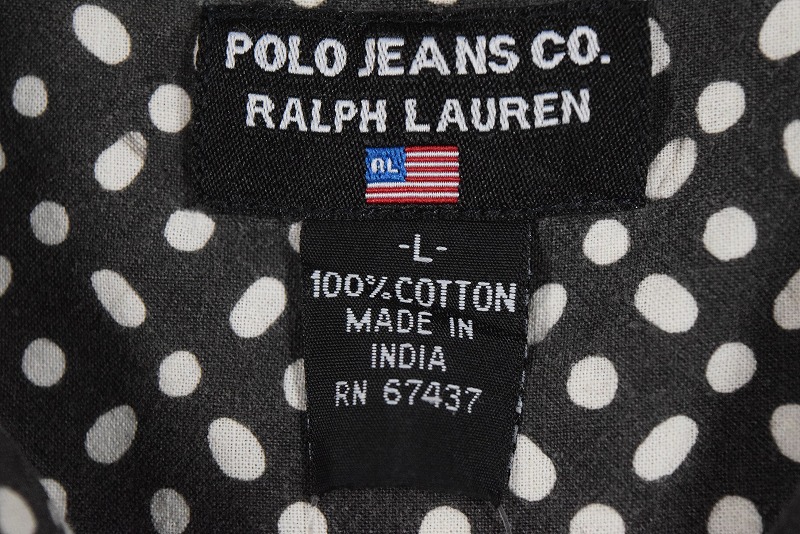 POLO JEANS CO.
RALPH LAUREN
RL
-L-
100% COTTON
MADE IN
INDIA
RN 67437